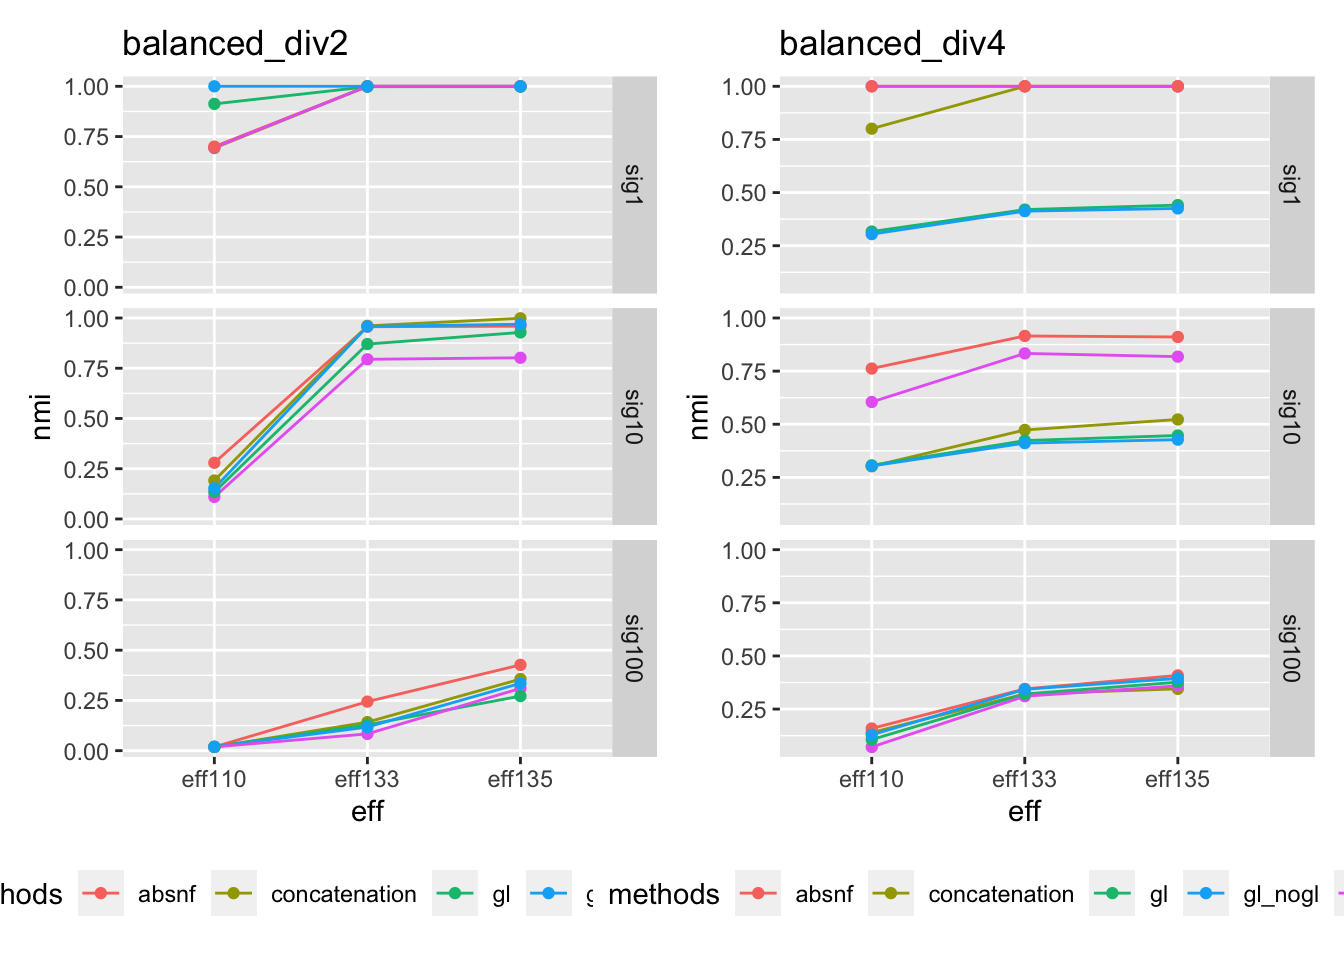 balanced_div2
1.00
0.75
0.50
0.25
0.00
sig1
1.00
0.75
0.50
0.25
0.00
sig10
1.00
0.75
0.50
0.25
0.00
sig100
nmi
eff110 eff133 eff135
eff
hods absnf concatenation gl g
balanced_div4
1.00
0.75
0.50
0.25
sig1
1.00
0.75
0.50
0.25
sig10
1.00
0.75
0.50
0.25
sig100
nmi
eff110 eff133 eff135
eff
methods absnf concatenation gl gl_nogl